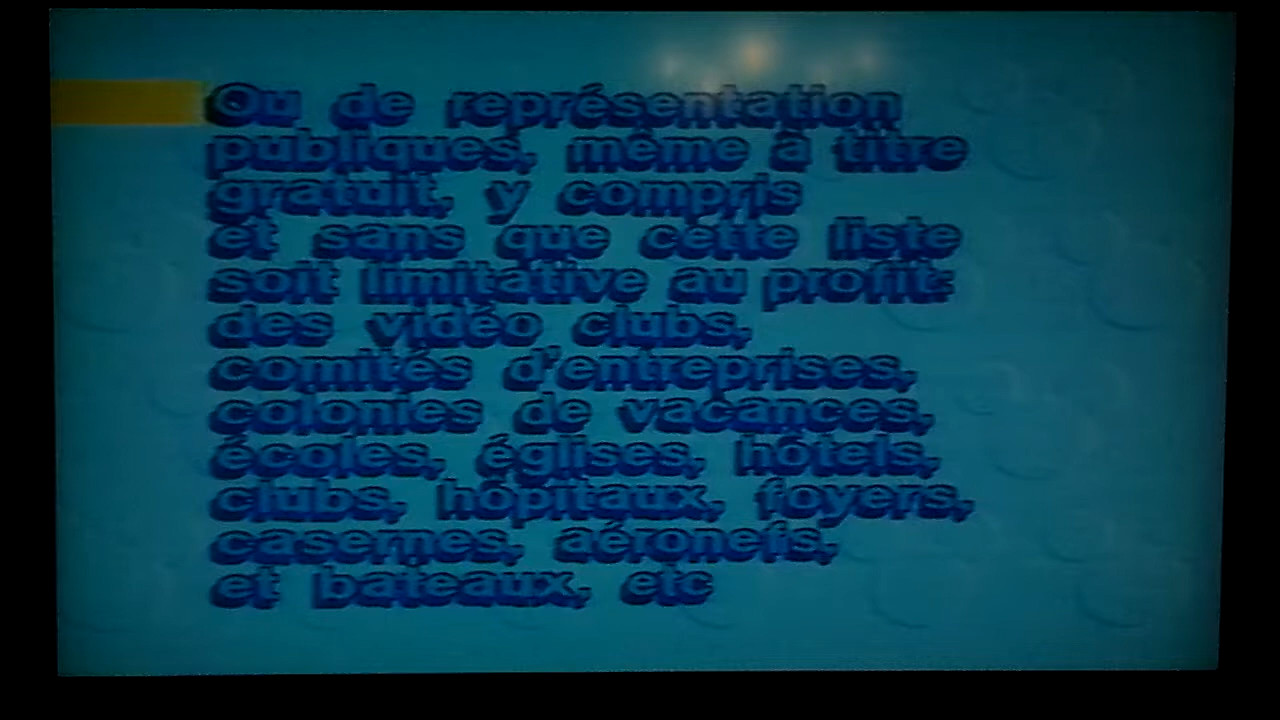 Ou de représentation
publiques, même à titre
gratuit, y compris
et sans que cette liste
soit limitative au profit:
des vidéo clubs,
comités d'entreprises,
colonies de vacances,
écoles, églises, hôtels,
clubs, hôpitaux, foyers,
casernes, aéronefs,
et bateaux, etc